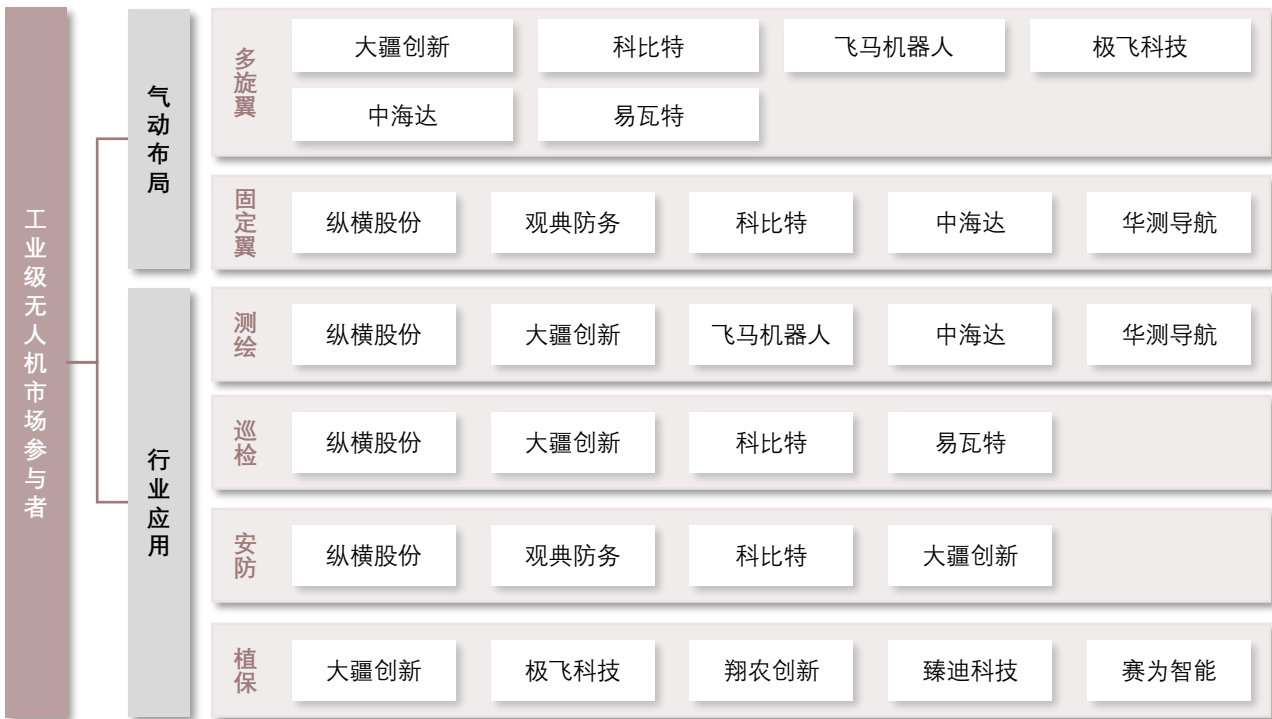 工业级无人机市场参与者
气动布局
多旋翼
大疆创新
科比特
飞马机器人
极飞科技
中海达
易瓦特
固定翼
纵横股份
观典防务
科比特
中海达
华测导航
行业应用
测绘
纵横股份
大疆创新
飞马机器人
中海达
华测导航
巡检
纵横股份
大疆创新
科比特
易瓦特
安防
纵横股份
观典防务
科比特
大疆创新
植保
大疆创新
极飞科技
翔农创新
臻迪科技
赛为智能